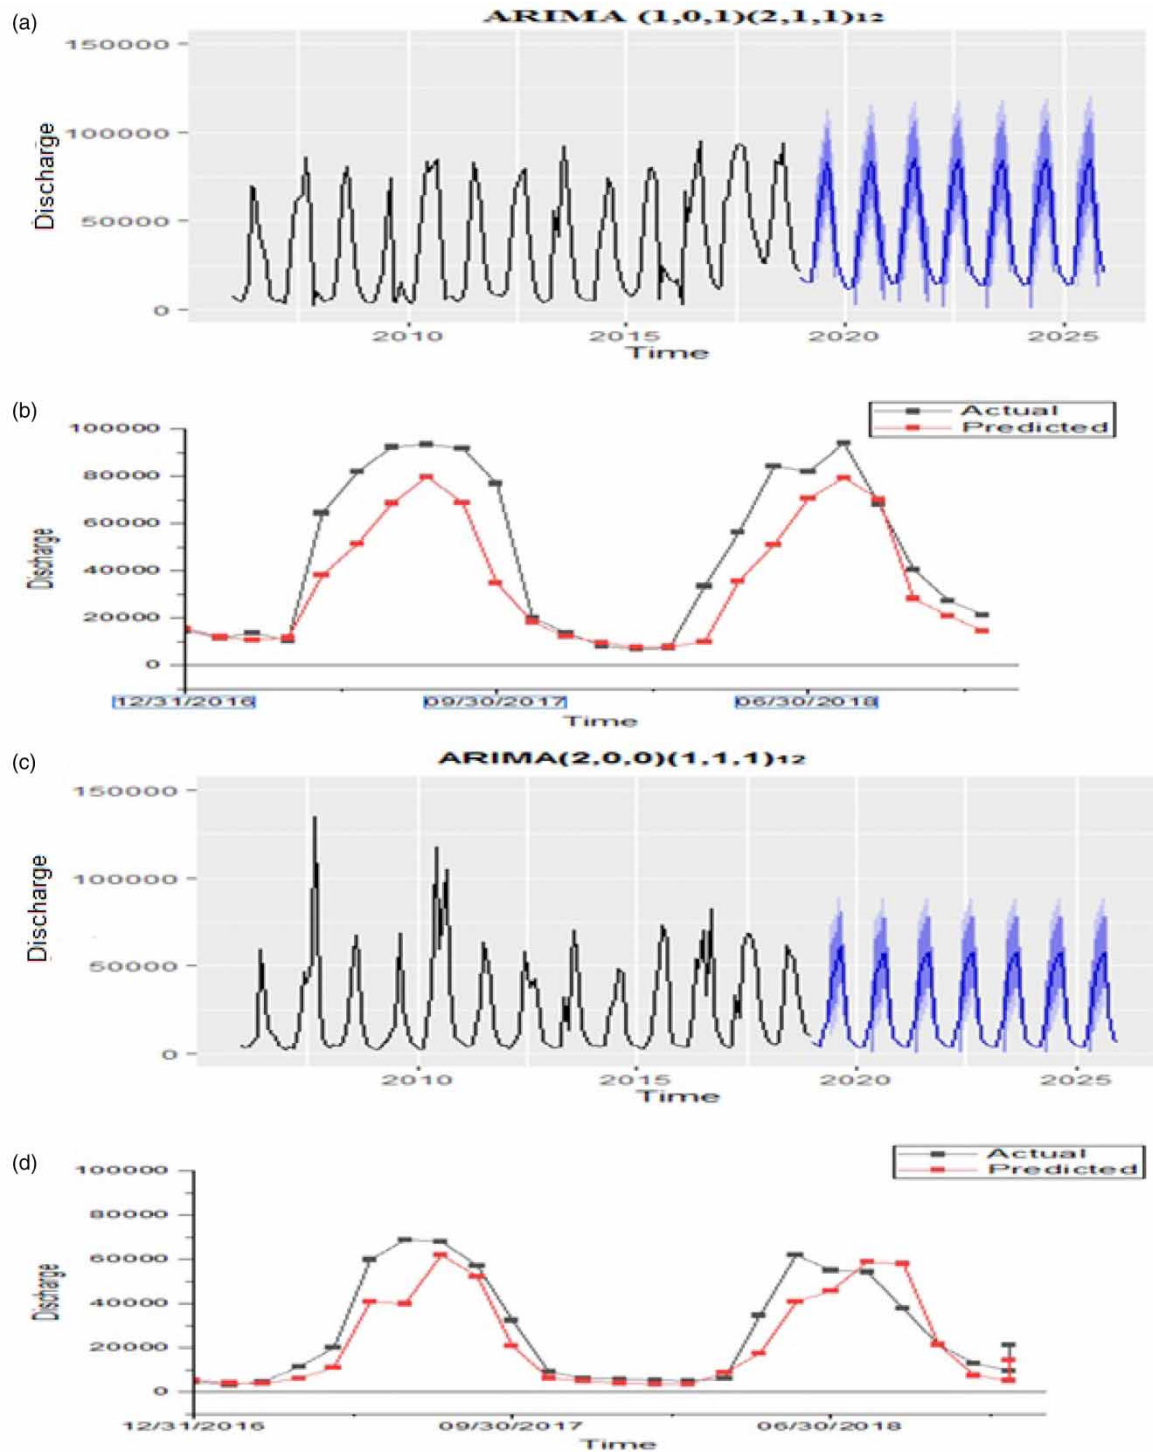 (a)
ARIMA (1,0,1)(2,1,1)12
150000
100000
50000
0
Discharge
2010 2015 2020 2025
Time
(b)
Actual
Predicted
100000
80000
60000
40000
20000
0
Discharge
12/31/2016 09/30/2017 06/30/2018
Time
(c)
ARIMA(2,0,0)(1,1,1)12
150000
100000
50000
0
Discharge
2010 2015 2020 2025
Time
(d)
Actual
Predicted
100000
80000
60000
40000
20000
0
Discharge
12/31/2016 09/30/2017 06/30/2018
Time